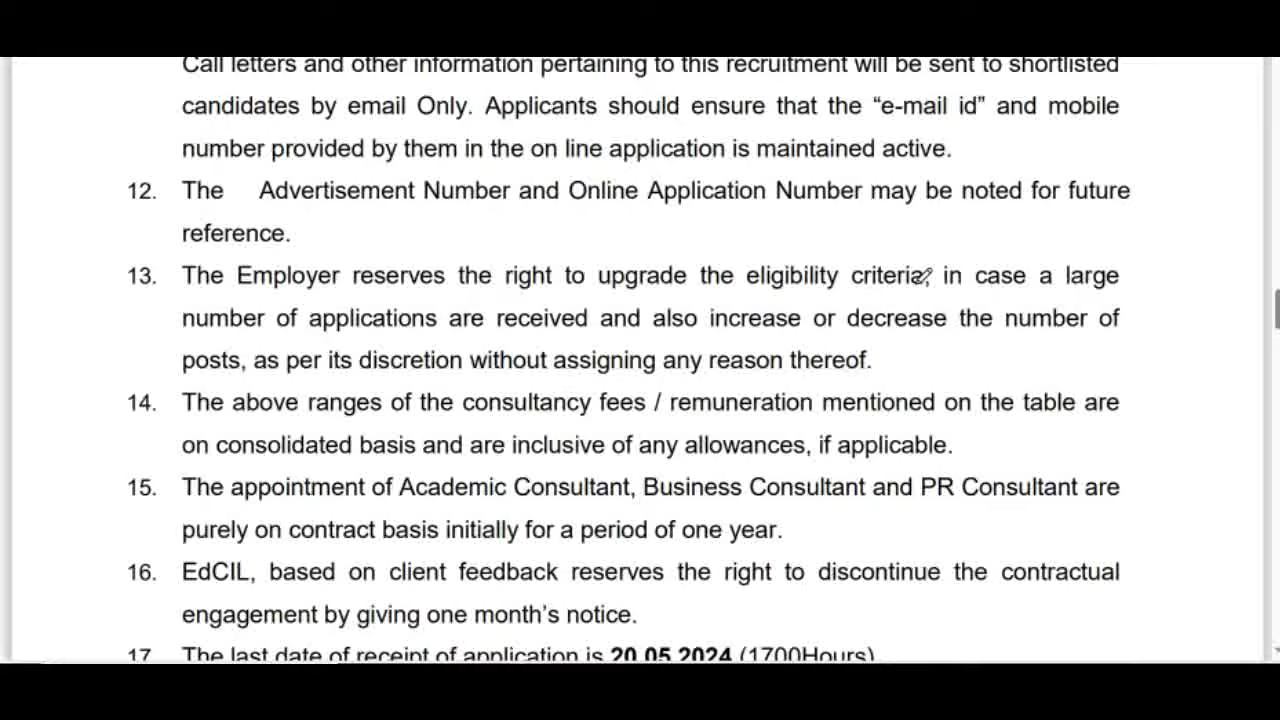 Call letters and other information pertaining to this recruitment will be sent to shortlisted
candidates by email Only. Applicants should ensure that the “e-mail id” and mobile
number provided by them in the on line application is maintained active.
12. The Advertisement Number and Online Application Number may be noted for future
reference.
13. The Employer reserves the right to upgrade the eligibility criteria, in case a large
number of applications are received and also increase or decrease the number of
posts, as per its discretion without assigning any reason thereof.
14. The above ranges of the consultancy fees / remuneration mentioned on the table are
on consolidated basis and are inclusive of any allowances, if applicable.
15. The appointment of Academic Consultant, Business Consultant and PR Consultant are
purely on contract basis initially for a period of one year.
16. EdCIL, based on client feedback reserves the right to discontinue the contractual
engagement by giving one month’s notice.
17 The last date of receipt of application is 20.05.2024 (1700Hours)